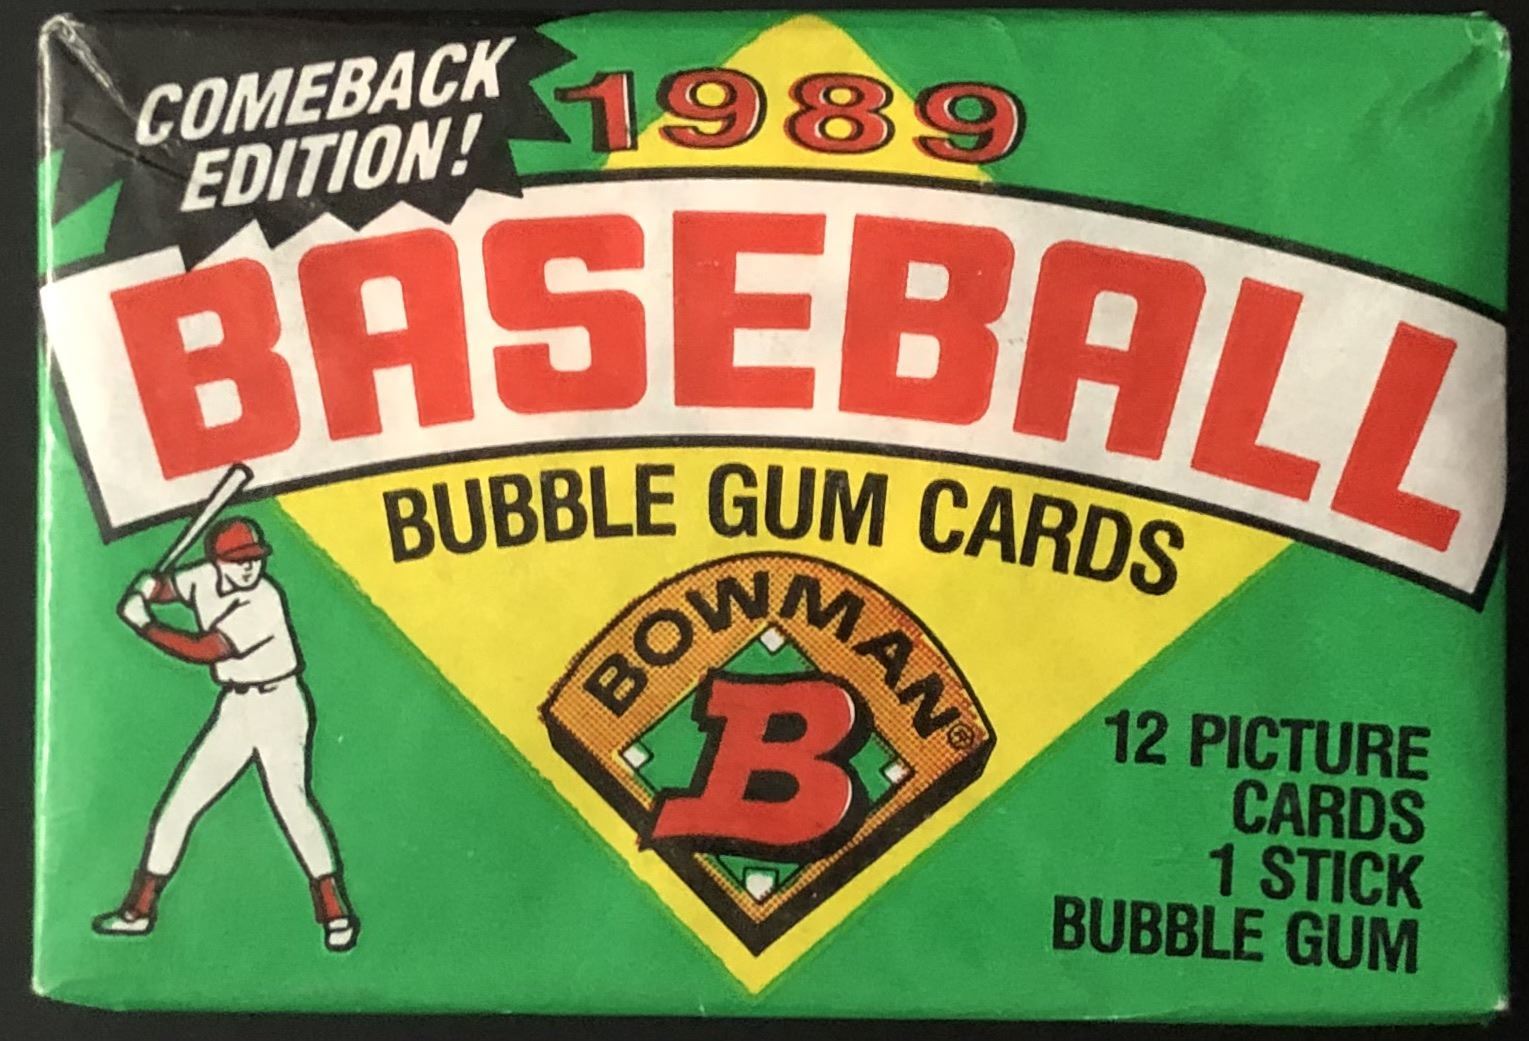 COMEBACK
EDITION!
1989
BASEBALL
BUBBLE GUM CARDS
BOWMAN®
B
12 PICTURE
CARDS
1 STICK
BUBBLE GUM